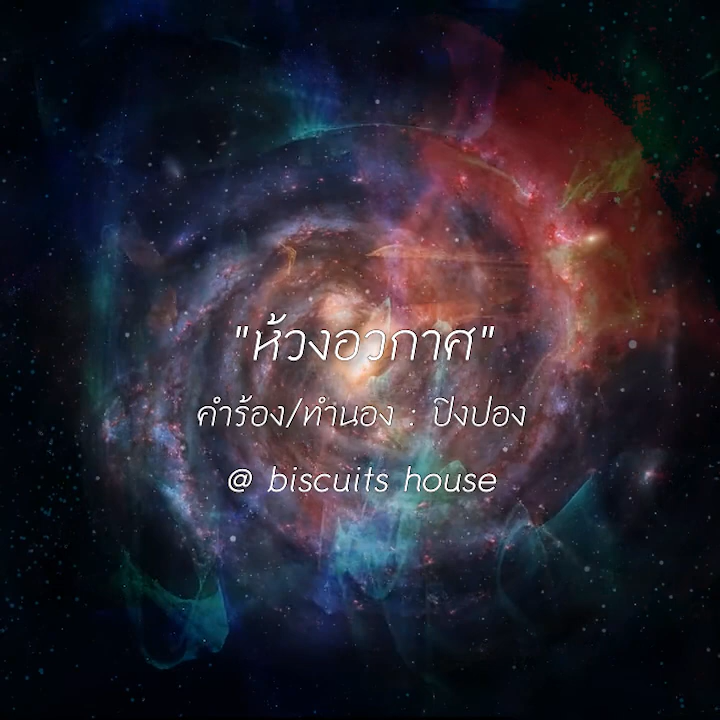 "ห้วงอวกาศ"
คำร้อง/ทำนอง : ปิงปอง
@ biscuits house